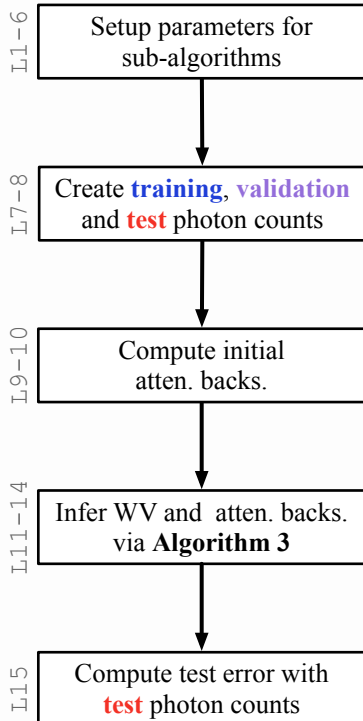 L1-6
Setup parameters for
sub-algorithms
L7-8
Create training, validation
and test photon counts
L9-10
Compute initial
atten. backs.
L11-14
Infer WV and atten. backs.
via Algorithm 3
L15
Compute test error with
test photon counts